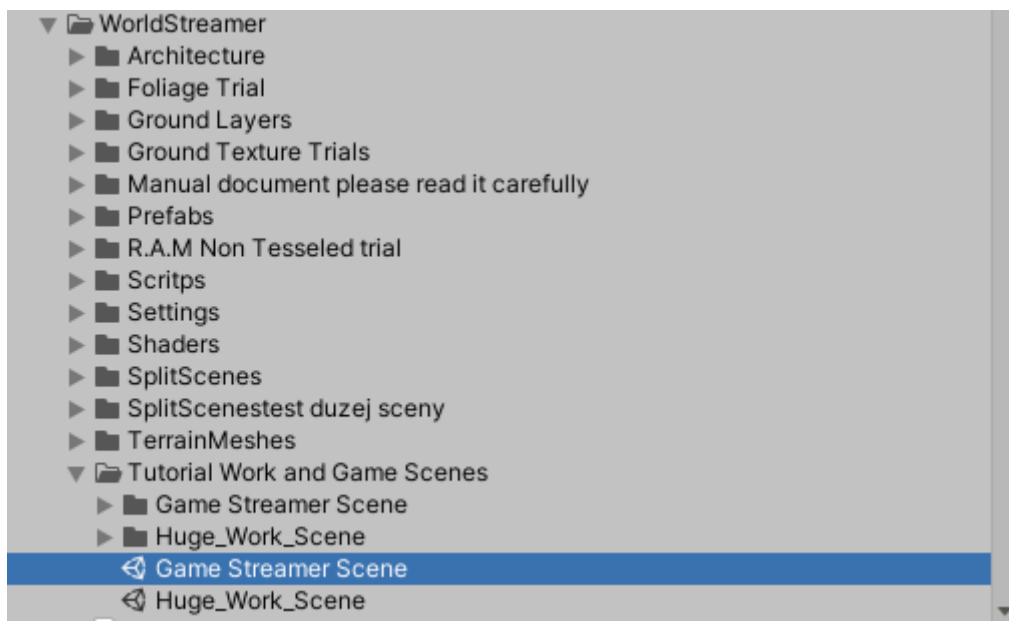 WorldStreamer
Architecture
Foliage Trial
Ground Layers
Ground Texture Trials
Manual document please read it carefully
Prefabs
R.A.M Non Tesseled trial
Scritps
Settings
Shaders
SplitScenes
SplitScenestest duzej sceny
TerrainMeshes
Tutorial Work and Game Scenes
Game Streamer Scene
Huge_Work_Scene
Game Streamer Scene
Huge_Work_Scene